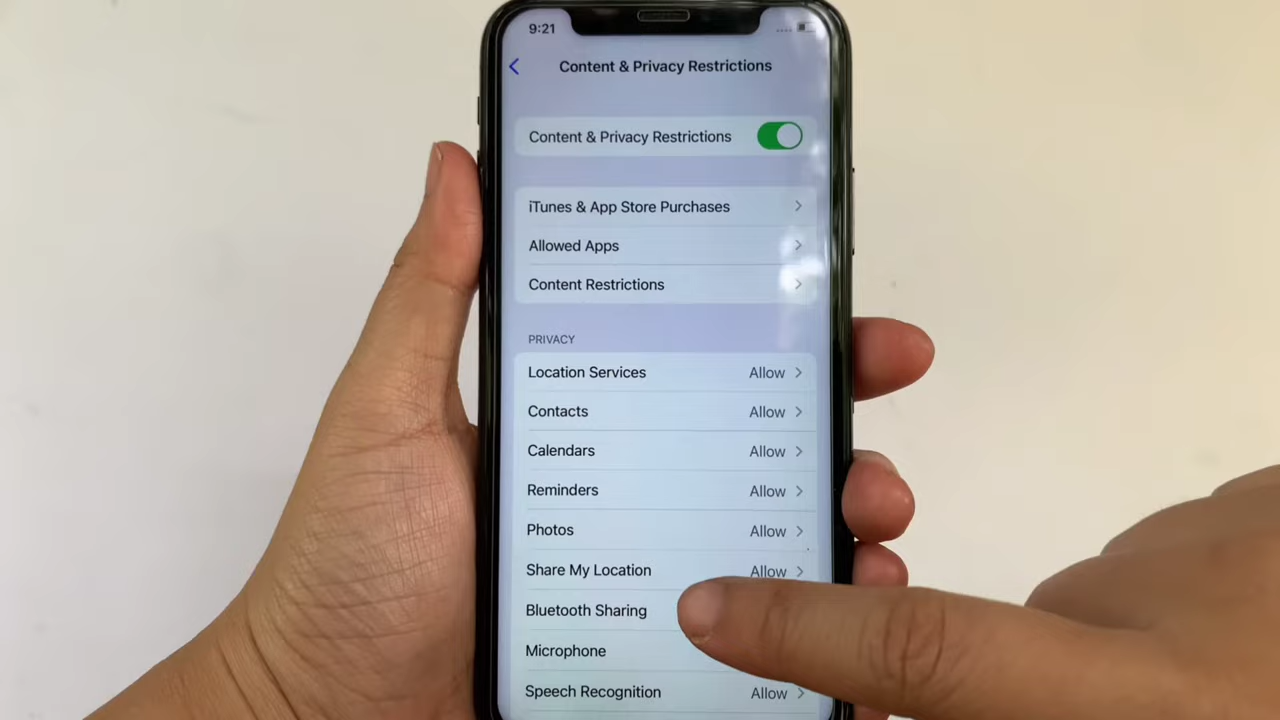 9:21
Content & Privacy Restrictions
Content & Privacy Restrictions
iTunes & App Store Purchases
Allowed Apps
Content Restrictions
PRIVACY
Location Services Allow
Contacts Allow
Calendars Allow
Reminders Allow
Photos Allow
Share My Location Allow
Bluetooth Sharing
Microphone
Speech Recognition Allow